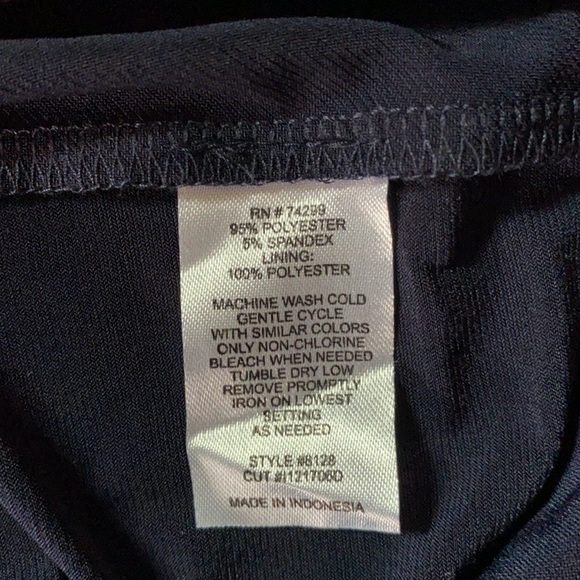 RN # 74299
95% POLYESTER
5% SPANDEX
LINING:
100% POLYESTER
MACHINE WASH COLD
GENTLE CYCLE
WITH SIMILAR COLORS
ONLY NON-CHLORINE
BLEACH WHEN NEEDED
TUMBLE DRY LOW
REMOVE PROMPTLY
IRON ON LOWEST
SETTING
AS NEEDED
STYLE #8128
CUT #I121706D
MADE IN INDONESIA